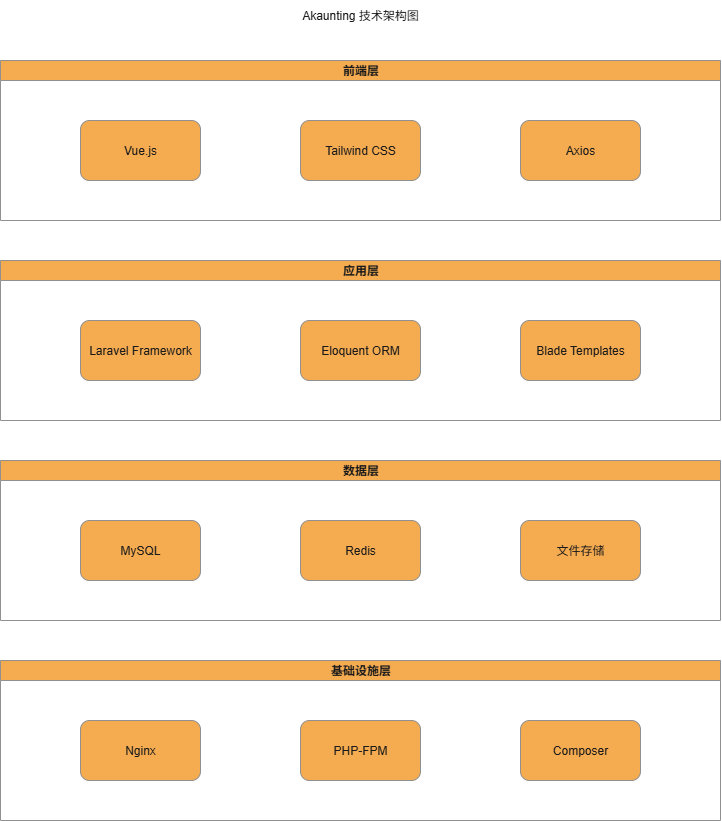 Akaunting 技术架构图
前端层
Vue.js
Tailwind CSS
Axios
应用层
Laravel Framework
Eloquent ORM
Blade Templates
数据层
MySQL
Redis
文件存储
基础设施层
Nginx
PHP-FPM
Composer